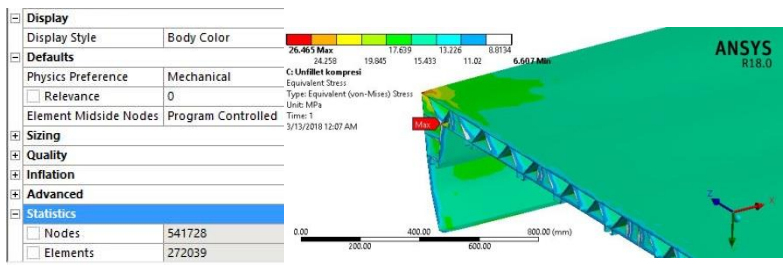 Display
Display Style Body Color
Defaults
Physics Preference Mechanical
Relevance 0
Element Midside Nodes Program Controlled
Sizing
Quality
Inflation
Advanced
Statistics
Nodes 541728
Elements 272039
26.465 Max 17.639 13.226 8.8134
24.258 19.845 15.433 11.02 6.607 Min
C: Unfillet kompresi
Equivalent Stress
Type: Equivalent (von-Mises) Stress
Unit: MPa
Time: 1
3/13/2018 12:07 AM
ANSYS
R18.0
Max
Z X
0.00 400.00 800.00 (mm)
200.00 600.00